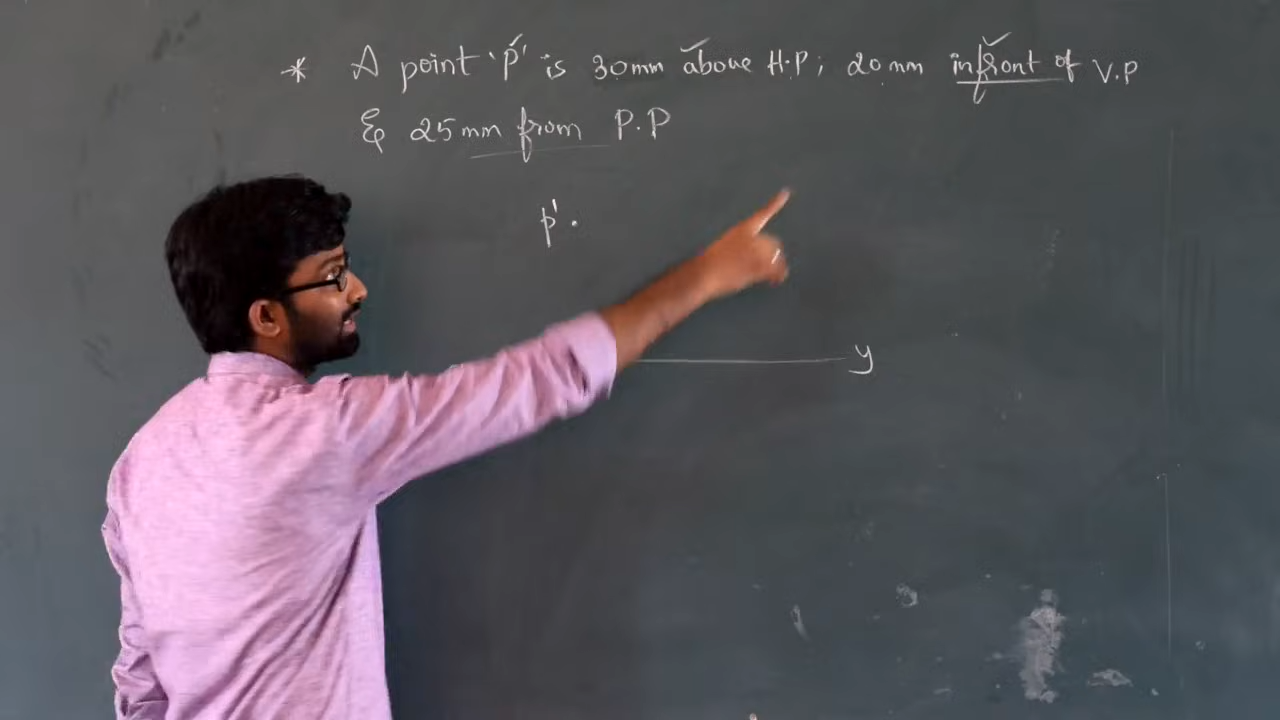 * A point 'P' is 30mm above H.P; 20mm infront of V.P
& 25mm from P.P
p' .
y